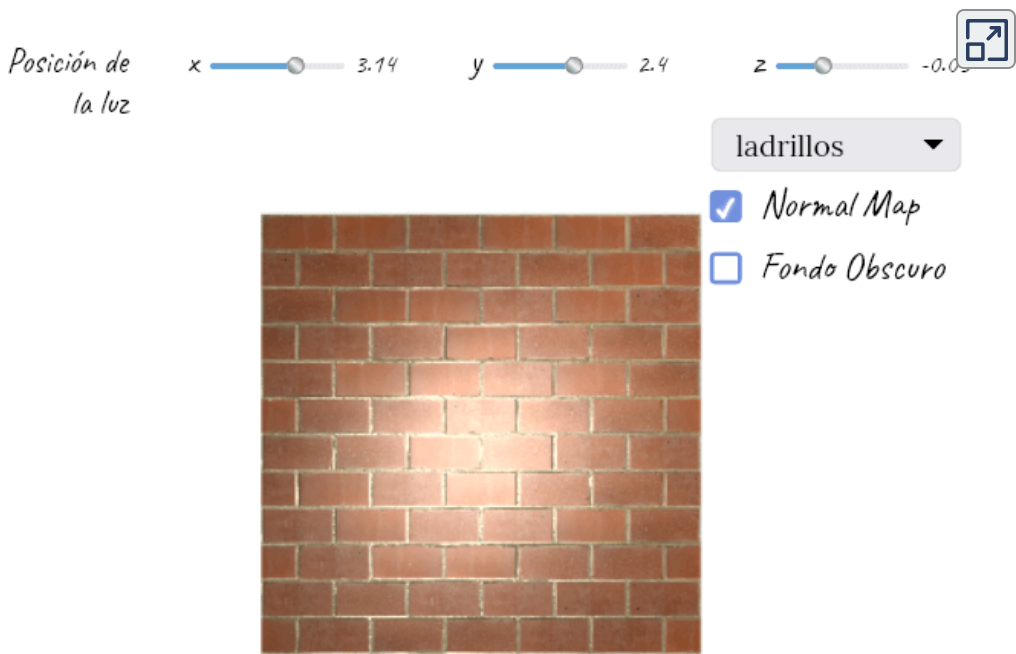 Posición de
la luz
x 3.14
y 2.4
z
ladrillos
Normal Map
Fondo Obscuro